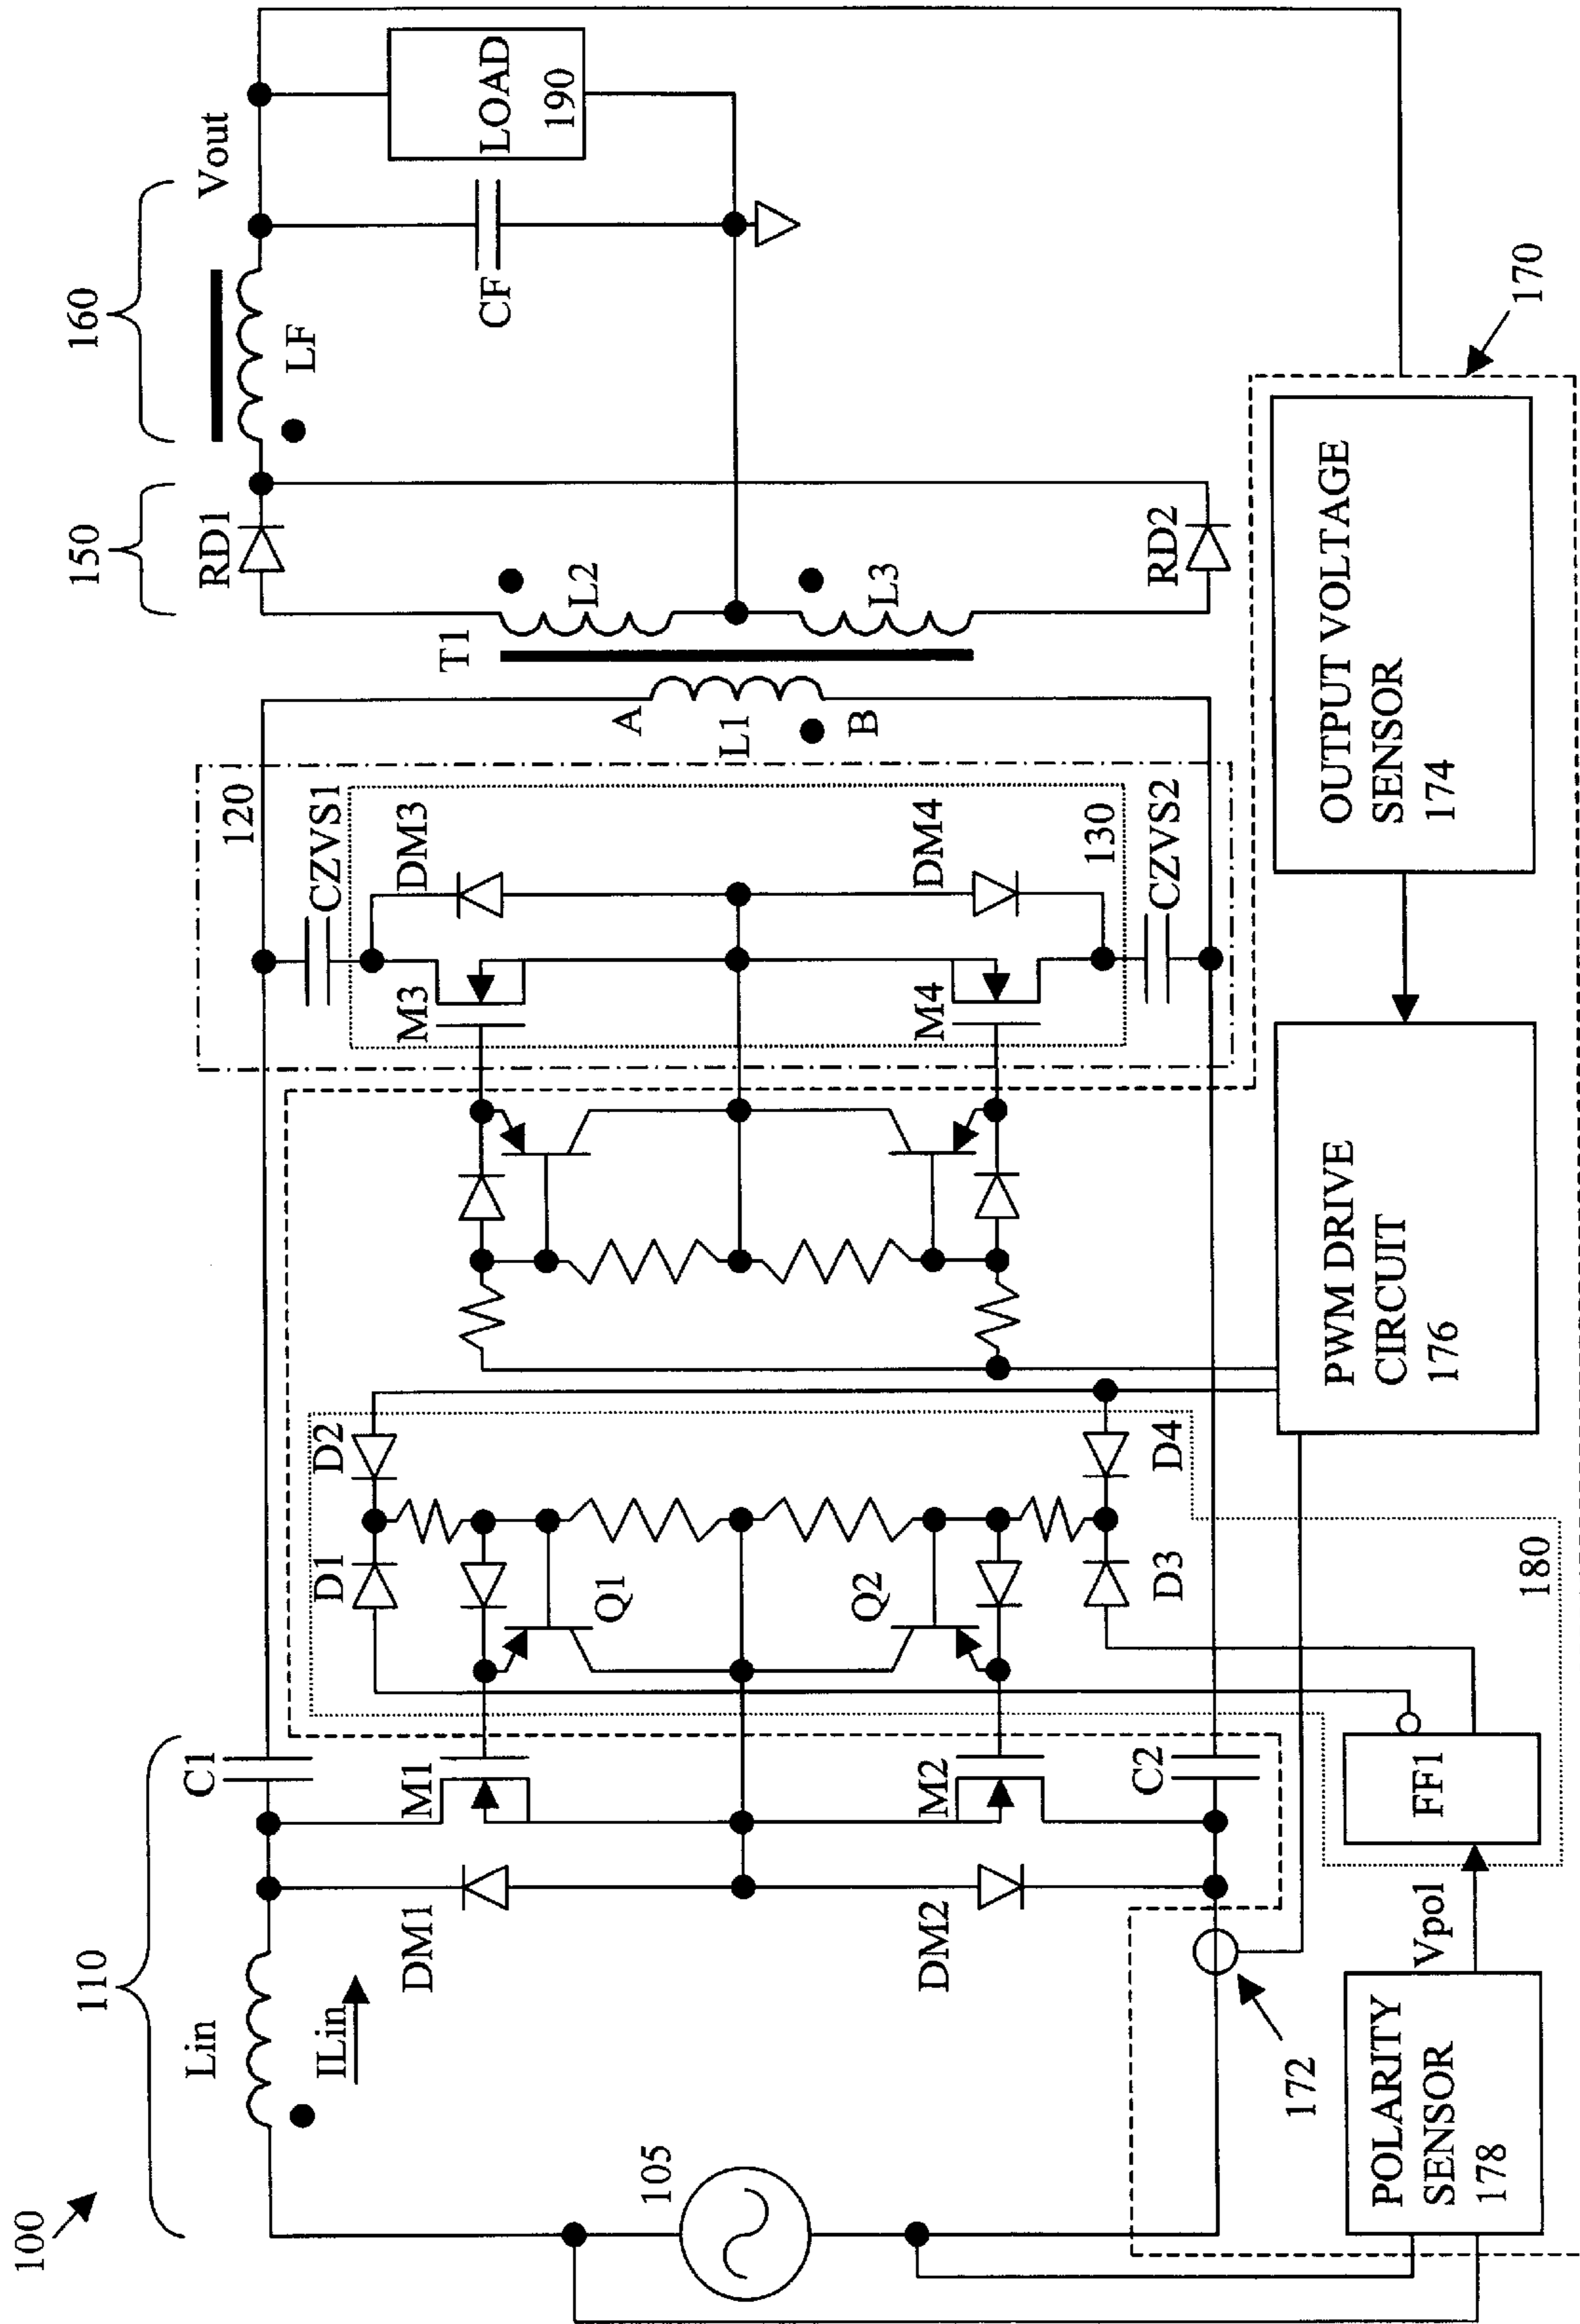 100
110
Lin
ILin
C1
DM1
DM2
M1
M2
C2
105
172
POLARITY
SENSOR
178
Vpol
FF1
180
D1
D2
Q1
Q2
D3
D4
120
CZVS1
M3
DM3
M4
DM4
130
CZVS2
T1
A
L1
B
L2
L3
150
RD1
RD2
160
LF
Vout
CF
LOAD
190
170
PWM DRIVE
CIRCUIT
176
OUTPUT VOLTAGE
SENSOR
174